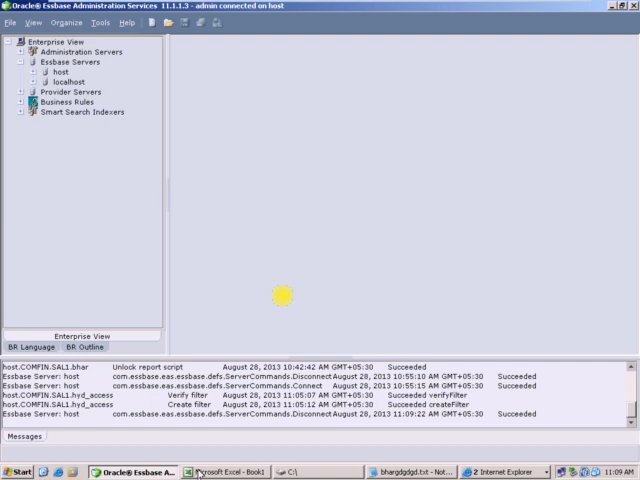 Oracle® Essbase Administration Services 11.1.1.3 - admin connected on host
File View Organize Tools Help
Enterprise View
Administration Servers
Essbase Servers
host
localhost
Provider Servers
Business Rules
Smart Search Indexers
Enterprise View
BR Language BR Outline
host.COMFIN.SAL1.bhar Unlock report script August 28, 2013 10:42:42 AM GMT+05:30 Succeeded
Essbase Server: host com.essbase.eas.essbase.defs.ServerCommands.Disconnect August 28, 2013 10:55:10 AM GMT+05:30 Succeeded
Essbase Server: host com.essbase.eas.essbase.defs.ServerCommands.Connect August 28, 2013 10:55:15 AM GMT+05:30 Succeeded
host.COMFIN.SAL1.hyd_access Verify filter August 28, 2013 11:05:07 AM GMT+05:30 Succeeded verifyFilter
host.COMFIN.SAL1.hyd_access Create filter August 28, 2013 11:05:12 AM GMT+05:30 Succeeded createFilter
Essbase Server: host com.essbase.eas.essbase.defs.ServerCommands.Disconnect August 28, 2013 11:09:22 AM GMT+05:30 Succeeded
Messages
Start Oracle® Essbase A... Microsoft Excel - Book1 C:\ bhargdgdgd.txt - Not... 2 Internet Explorer 11:09 AM